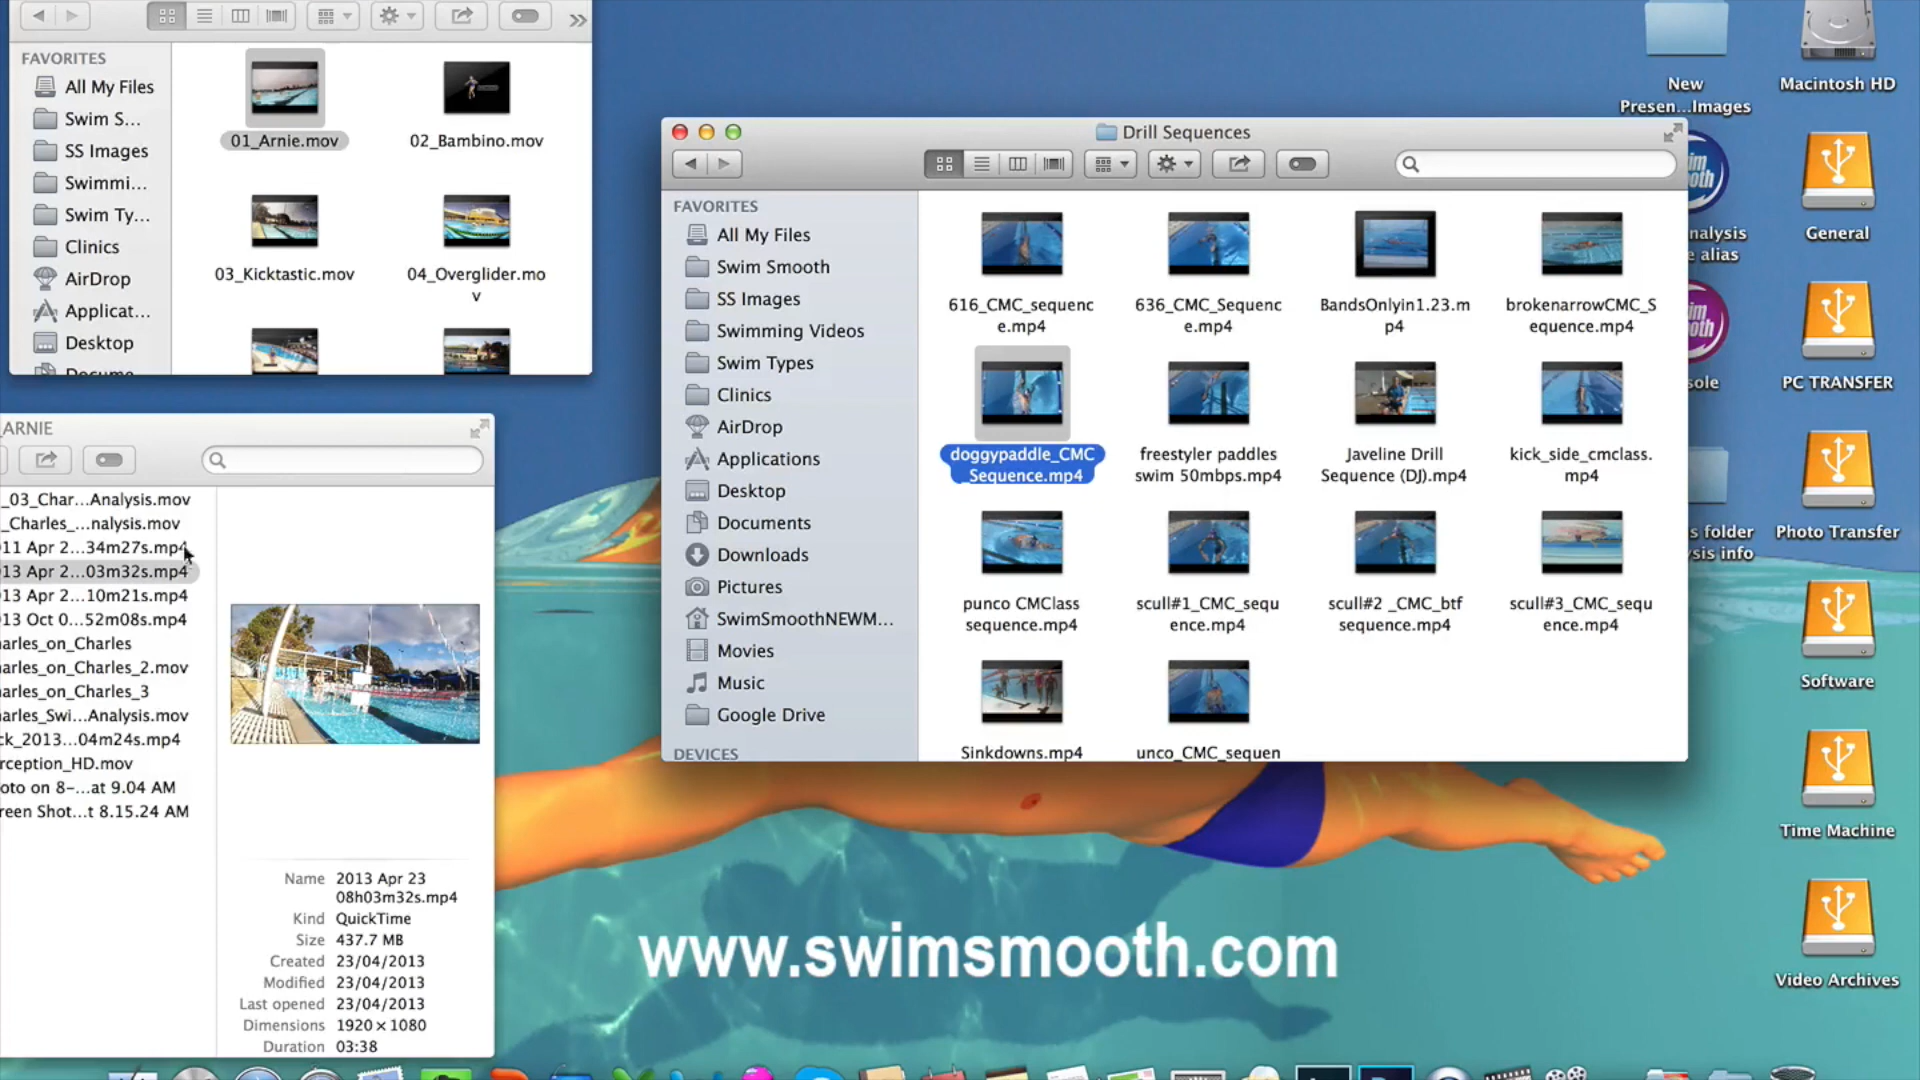 FAVORITES
All My Files
Swim S...
SS Images
Swimmi...
Swim Ty...
Clinics
AirDrop
Applicat...
Desktop
01_Arnie.mov
02_Bambino.mov
03_Kicktastic.mov
04_Overglider.mo
v
ARNIE
_03_Char...Analysis.mov
_Charles_...nalysis.mov
11 Apr 2...34m27s.mp4
13 Apr 2...03m32s.mp4
13 Apr 2...10m21s.mp4
13 Oct 0...52m08s.mp4
arles_on_Charles
arles_on_Charles_2.mov
arles_on_Charles_3
arles_Swi...Analysis.mov
ck_2013...04m24s.mp4
rception_HD.mov
oto on 8-...at 9.04 AM
reen Shot...t 8.15.24 AM
Name 2013 Apr 23
08h03m32s.mp4
Kind QuickTime
Size 437.7 MB
Created 23/04/2013
Modified 23/04/2013
Last opened 23/04/2013
Dimensions 1920 × 1080
Duration 03:38
Drill Sequences
FAVORITES
All My Files
Swim Smooth
SS Images
Swimming Videos
Swim Types
Clinics
AirDrop
Applications
Desktop
Documents
Downloads
Pictures
SwimSmoothNEWM...
Movies
Music
Google Drive
DEVICES
616_CMC_sequenc
e.mp4
636_CMC_Sequenc
e.mp4
BandsOnlyin1.23.m
p4
brokenarrowCMC_S
equence.mp4
doggypaddle_CMC
Sequence.mp4
freestyler paddles
swim 50mbps.mp4
Javeline Drill
Sequence (DJ).mp4
kick_side_cmclass.
mp4
punco CMClass
sequence.mp4
scull#1_CMC_sequ
ence.mp4
scull#2 _CMC_btf
sequence.mp4
scull#3_CMC_sequ
ence.mp4
Sinkdowns.mp4
unco_CMC_sequen
New
Presen...Images
Macintosh HD
nalysis
e alias
General
sole
PC TRANSFER
s folder
sis info
Photo Transfer
Software
Time Machine
Video Archives
www.swimsmooth.com